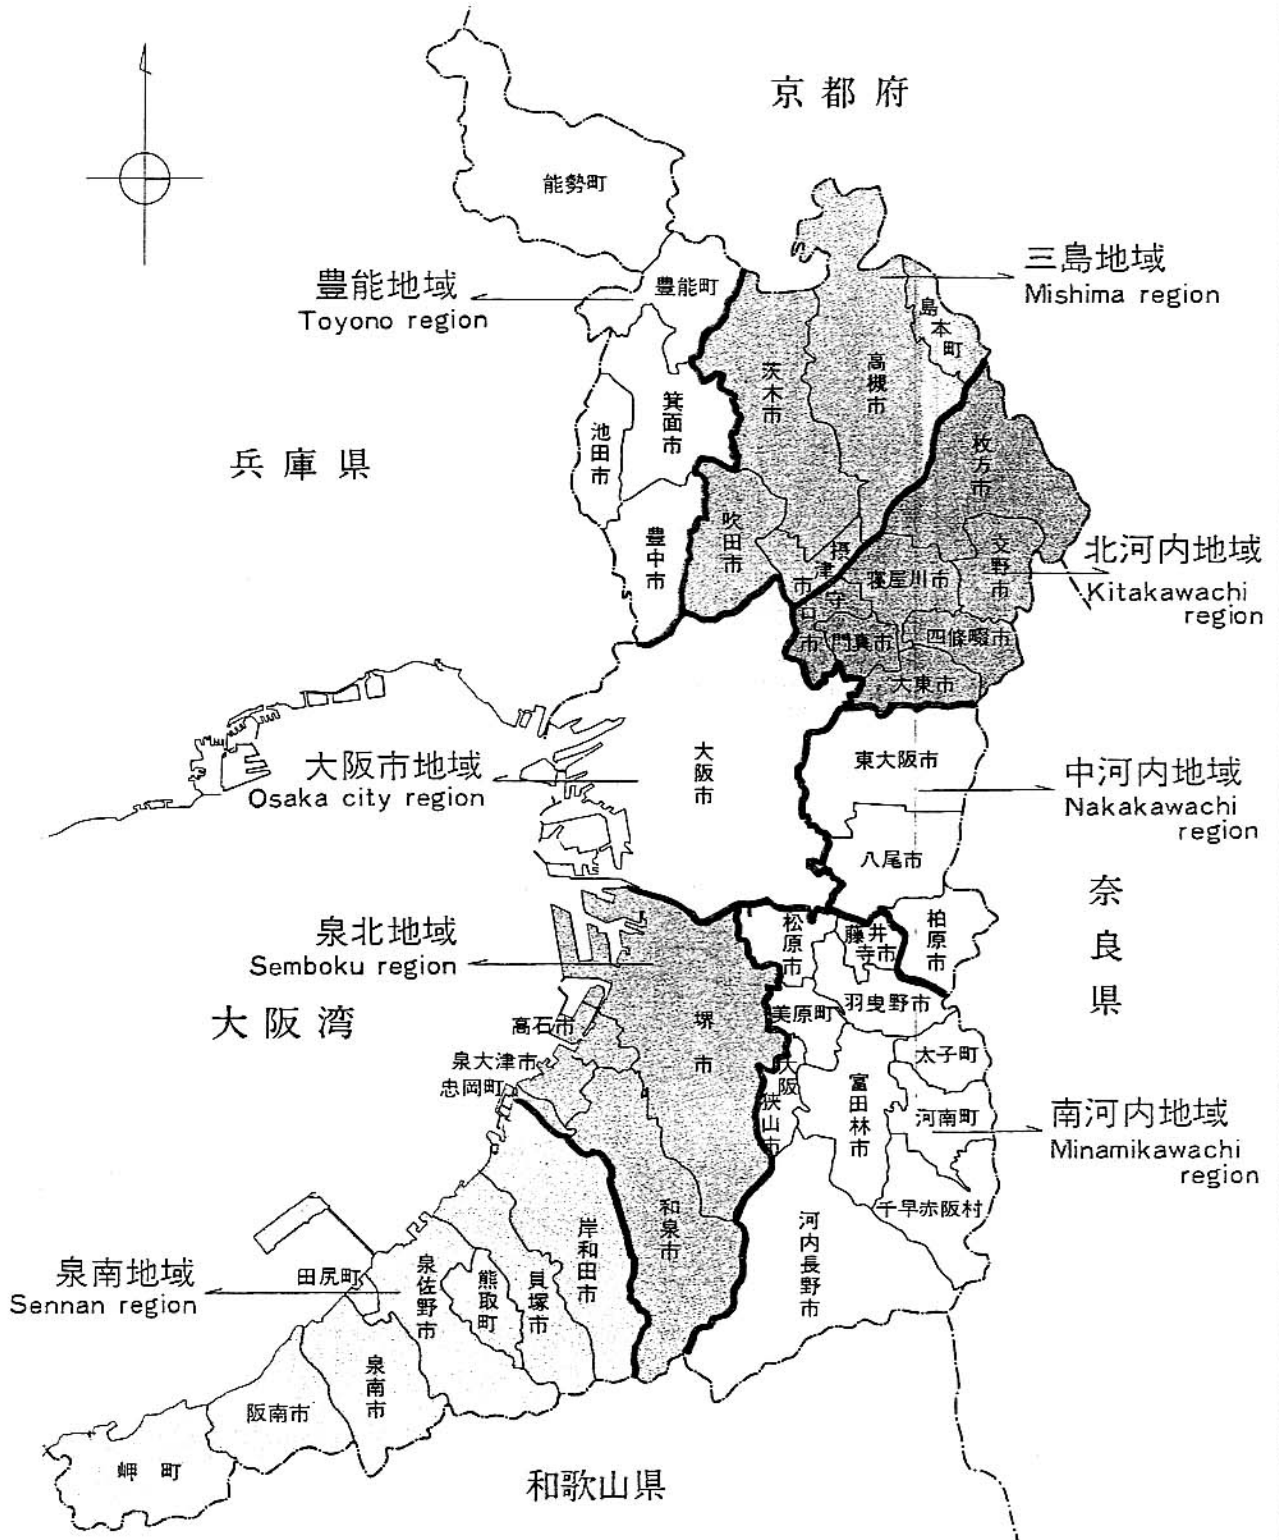 京都府
能勢町
三島地域
Mishima region
豊能地域
Toyono region
豊能町
島本町
茨木市
高槻市
箕面市
池田市
枚方市
兵庫県
吹田市
豊中市
摂津市
交野市
北河内地域
Kitakawachi
region
寝屋川市
守口市
門真市
四條畷市
大東市
大阪市
東大阪市
大阪市地域
Osaka city region
中河内地域
Nakakawachi
region
八尾市
奈良県
柏原市
松原市
藤井寺市
泉北地域
Semboku region
羽曳野市
大阪湾
堺市
美原町
高石市
太子町
泉大津市
大阪狭山市
忠岡町
富田林市
河南町
南河内地域
Minamikawachi
region
千早赤阪村
和泉市
河内長野市
岸和田市
泉南地域
Sennan region
田尻町
泉佐野市
熊取町
貝塚市
泉南市
阪南市
岬町
和歌山県